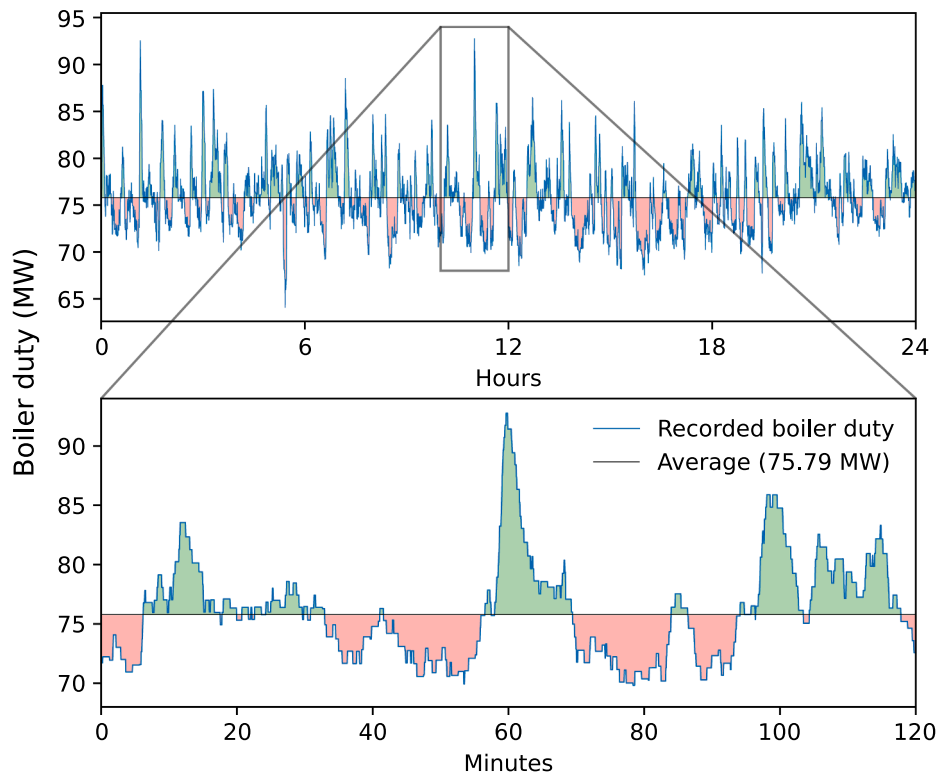 95
90
85
80
75
70
65
0 6 12 18 24
Hours
Boiler duty (MW)
90
85
80
75
70
Recorded boiler duty
Average (75.79 MW)
0 20 40 60 80 100 120
Minutes